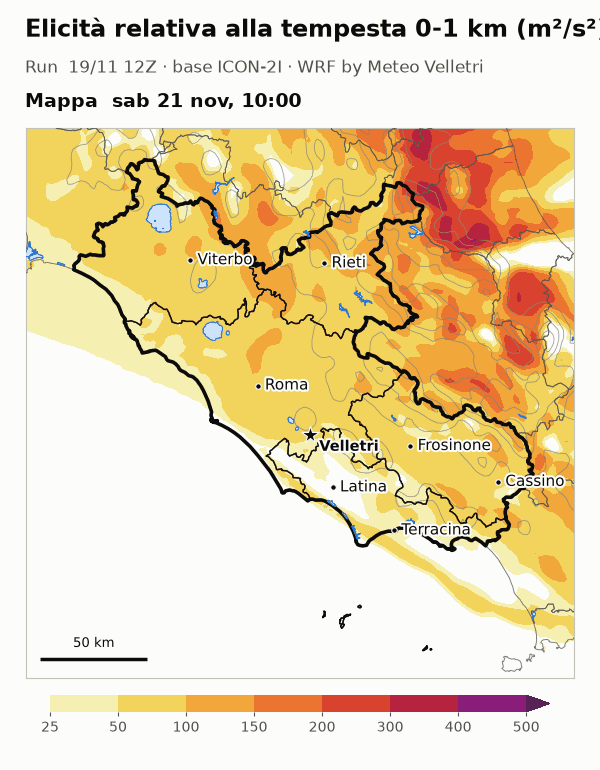 Elicità relativa alla tempesta 0-1 km (m²/s²)
Run 19/11 12Z · base ICON-2I · WRF by Meteo Velletri
Mappa sab 21 nov, 10:00
Viterbo
Rieti
Roma
Velletri
Frosinone
Latina
Cassino
Terracina
50 km
25 50 100 150 200 300 400 500